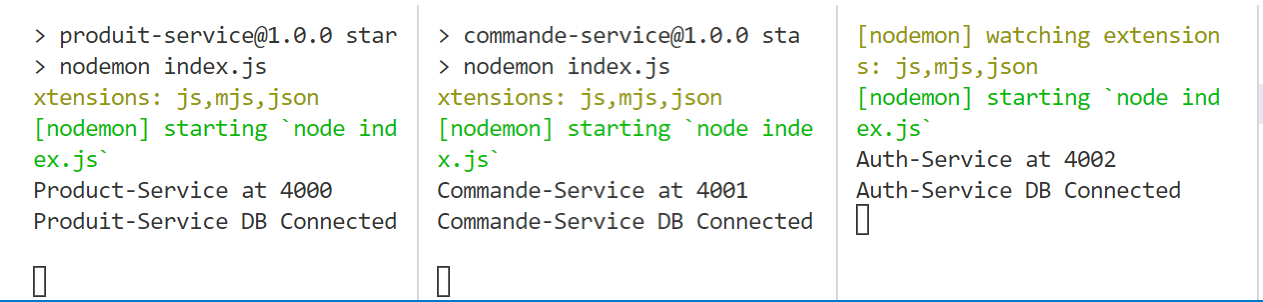 > produit-service@1.0.0 star
> nodemon index.js
xtensions: js,mjs,json
[nodemon] starting `node ind
ex.js`
Product-Service at 4000
Produit-Service DB Connected
> commande-service@1.0.0 sta
> nodemon index.js
xtensions: js,mjs,json
[nodemon] starting `node inde
x.js`
Commande-Service at 4001
Commande-Service DB Connected
[nodemon] watching extension
s: js,mjs,json
[nodemon] starting `node ind
ex.js`
Auth-Service at 4002
Auth-Service DB Connected